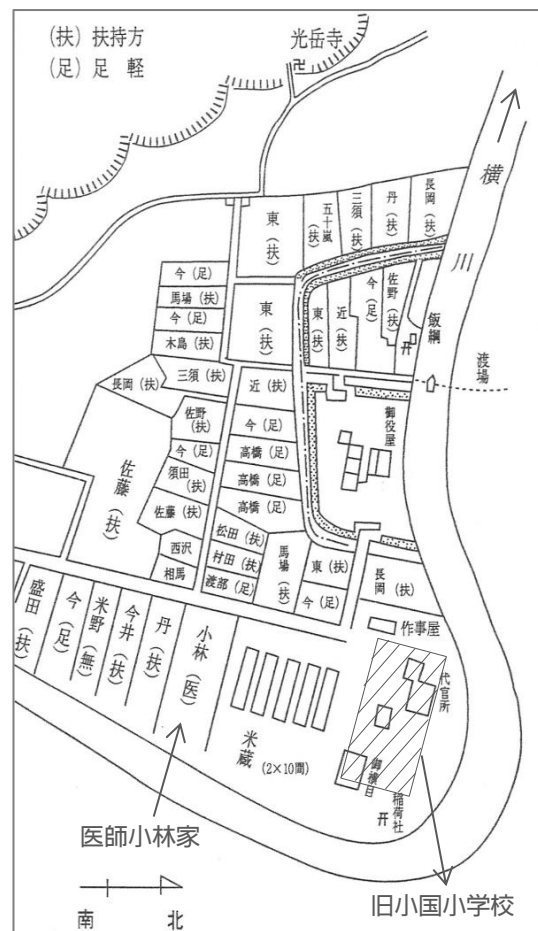 (扶) 扶持方
(足) 足軽
光岳寺
卍
横川
東(扶)
五十嵐(扶)
三須(扶)
丹(扶)
長岡(扶)
今(足)
馬場(扶)
今(足)
木島(扶)
東(扶)
東(扶)
近(扶)
今(足)
佐野(扶)
飯綱
渡場
長岡(扶)
三須(扶)
近(扶)
佐野(扶)
今(足)
須田(扶)
佐藤(扶)
西沢
相馬
佐藤(扶)
今(足)
高橋(足)
高橋(足)
高橋(足)
松田(扶)
村田(扶)
渡部(足)
馬場(扶)
東(扶)
今(足)
御役屋
長岡(扶)
作事屋
代官所
御横目
稲荷社
盛田(扶)
今(足)
米野(無)
今井(扶)
丹(扶)
小林(医)
米蔵
(2×10間)
医師小林家
旧小国小学校
南 北